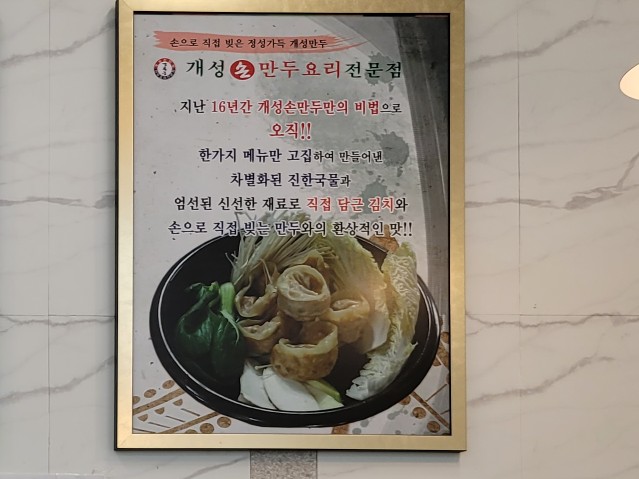 손으로 직접 빚은 정성가득 개성만두
개성손만두요리전문점
지난 16년간 개성손만두만의 비법으로
오직!!
한가지 메뉴만 고집하여 만들어낸
차별화된 진한국물과
엄선된 신선한 재료로 직접 담근 김치와
손으로 직접 빚는 만두와의 환상적인 맛!!